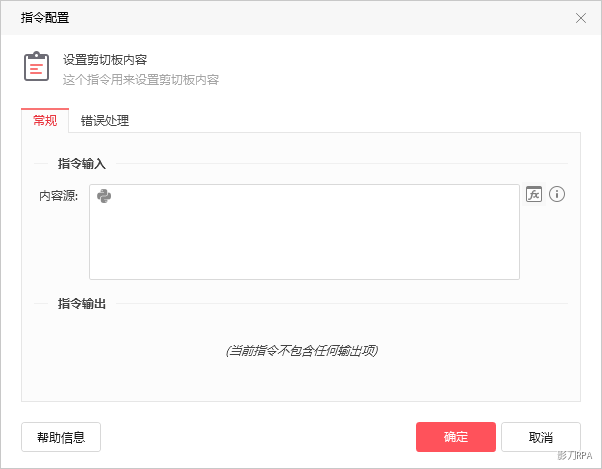 指令配置
设置剪切板内容
这个指令用来设置剪切板内容
常规 错误处理
指令输入
内容源:
fx
指令输出
(当前指令不包含任何输出项)
帮助信息 确定 取消
影刀RPA